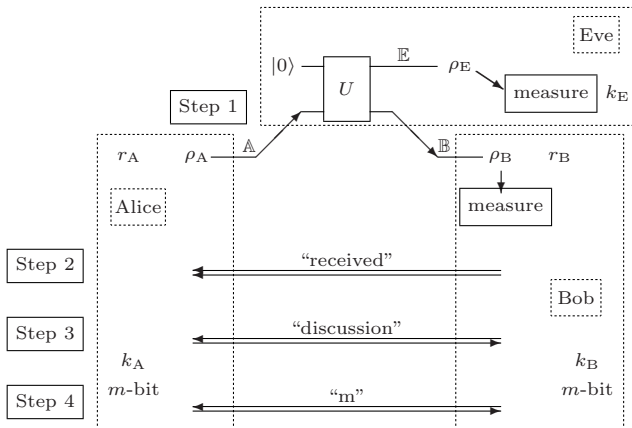 Eve
|0⟩
𝔼
ρE
U
measure kE
Step 1
rA ρA 𝔸
𝔹 ρB rB
Alice
measure
Step 2
“received”
Bob
Step 3
“discussion”
kA
kB
m-bit
m-bit
Step 4
“m”